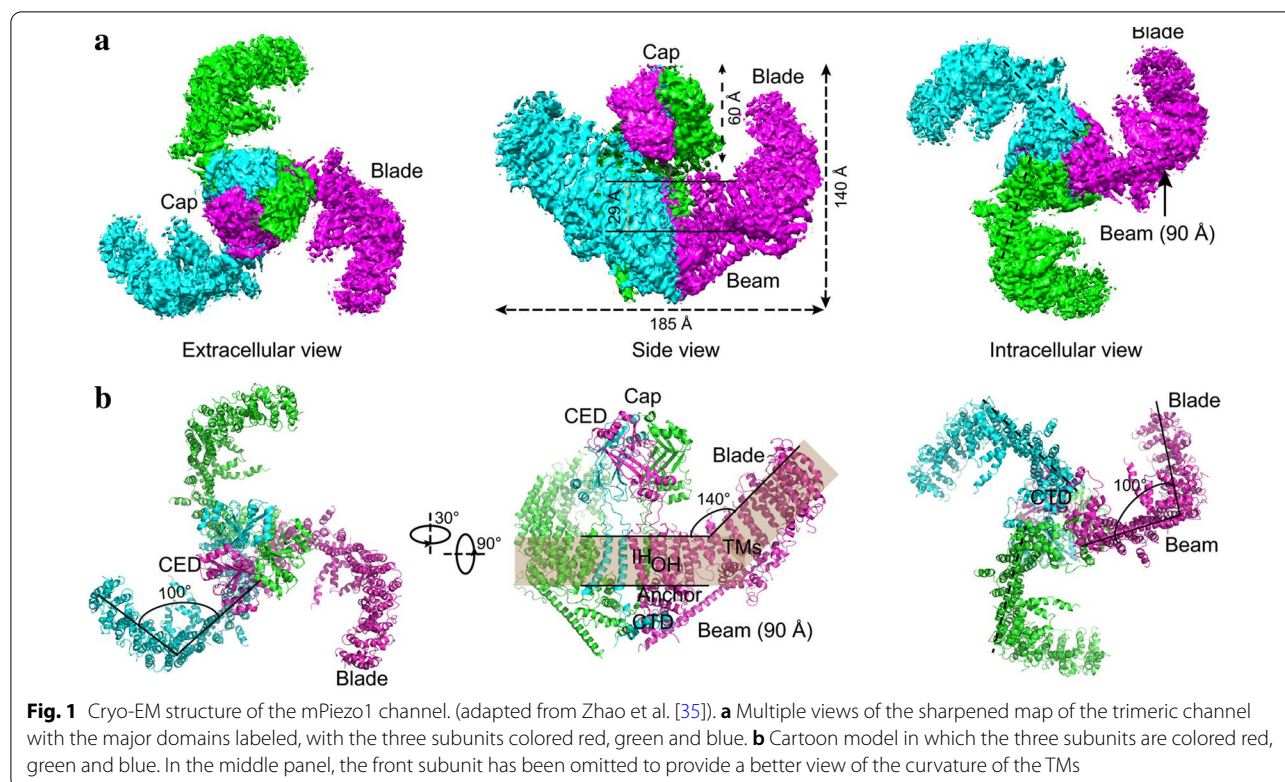 a
Cap
Blade
Extracellular view
Cap
Blade
60 Å
29 Å
140 Å
Beam
185 Å
Side view
Blade
Beam (90 Å)
Intracellular view
b
CED
100°
Blade
30°
90°
Cap
CED
Blade
140°
TMs
IH
OH
Anchor
CTD
Beam (90 Å)
Blade
100°
CTD
Beam
Fig. 1 Cryo-EM structure of the mPiezo1 channel. (adapted from Zhao et al. [35]). a Multiple views of the sharpened map of the trimeric channel
with the major domains labeled, with the three subunits colored red, green and blue. b Cartoon model in which the three subunits are colored red,
green and blue. In the middle panel, the front subunit has been omitted to provide a better view of the curvature of the TMs